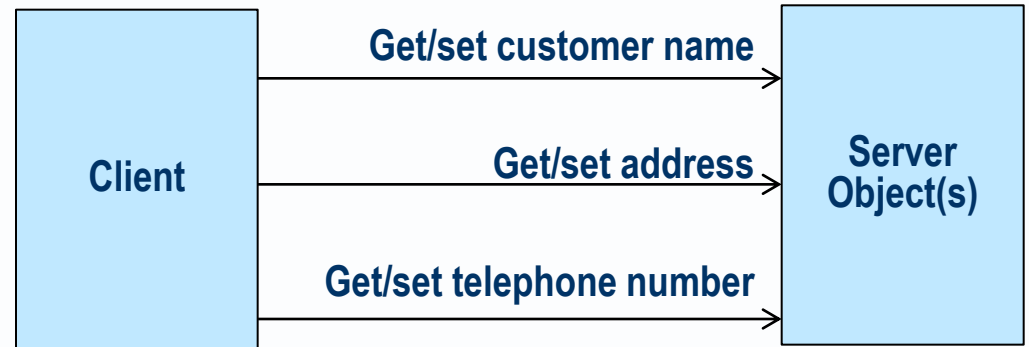 Get/set customer name
Client
Get/set address
Server
Object(s)
Get/set telephone number